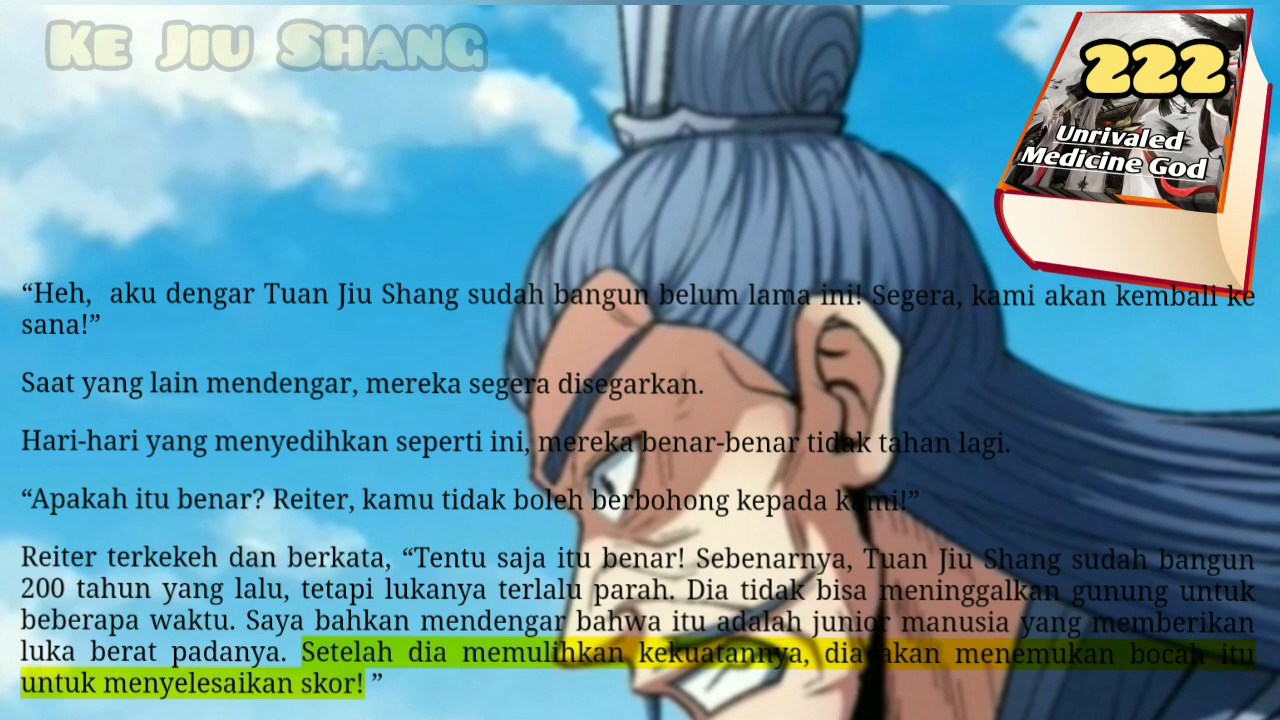 Ke Jiu Shang
222
Unrivaled
Medicine God
“Heh, aku dengar Tuan Jiu Shang sudah bangun belum lama ini! Segera, kami akan kembali ke
sana!”
Saat yang lain mendengar, mereka segera disegarkan.
Hari-hari yang menyedihkan seperti ini, mereka benar-benar tidak tahan lagi.
“Apakah itu benar? Reiter, kamu tidak boleh berbohong kepada kami!”
Reiter terkekeh dan berkata, “Tentu saja itu benar! Sebenarnya, Tuan Jiu Shang sudah bangun
200 tahun yang lalu, tetapi lukanya terlalu parah. Dia tidak bisa meninggalkan gunung untuk
beberapa waktu. Saya bahkan mendengar bahwa itu adalah junior manusia yang memberikan
luka berat padanya. Setelah dia memulihkan kekuatannya, dia akan menemukan bocah itu
untuk menyelesaikan skor! ”